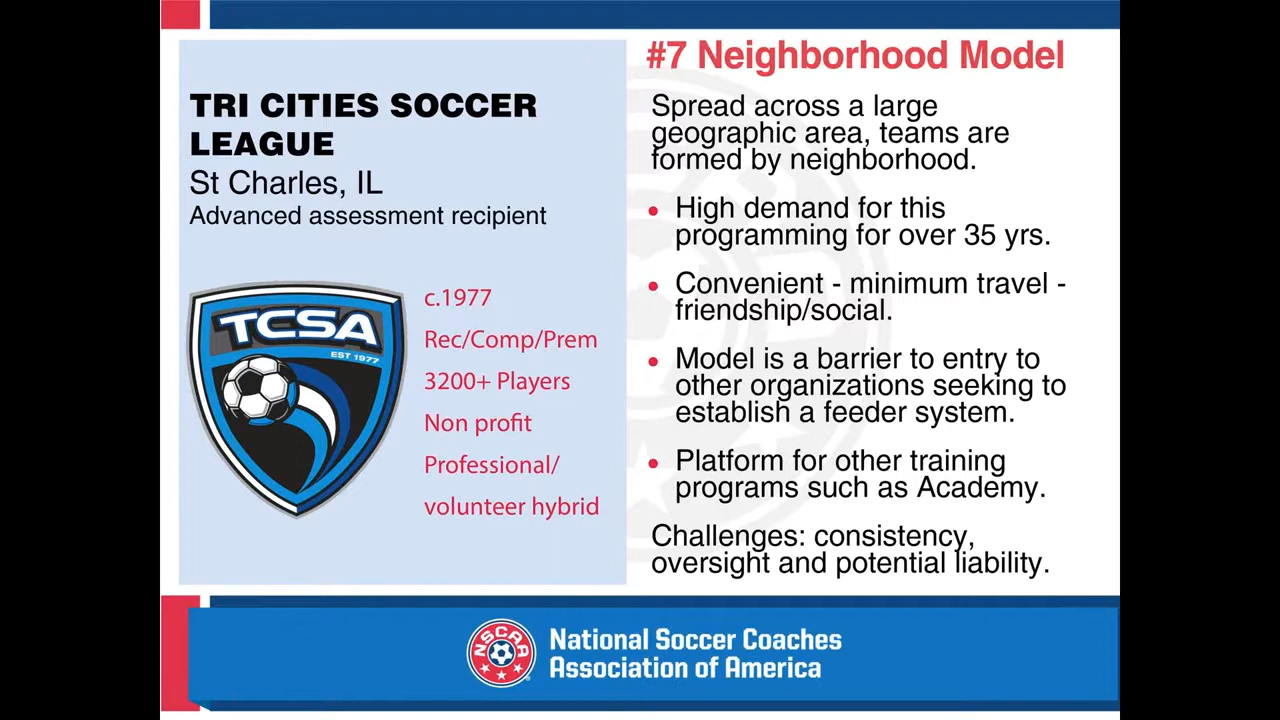 TRI CITIES SOCCER
LEAGUE
St Charles, IL
Advanced assessment recipient
TCSA
EST 1977
c.1977
Rec/Comp/Prem
3200+ Players
Non profit
Professional/
volunteer hybrid
#7 Neighborhood Model
Spread across a large
geographic area, teams are
formed by neighborhood.
• High demand for this
programming for over 35 yrs.
• Convenient - minimum travel -
friendship/social.
• Model is a barrier to entry to
other organizations seeking to
establish a feeder system.
• Platform for other training
programs such as Academy.
Challenges: consistency,
oversight and potential liability.
NSCAA
National Soccer Coaches
Association of America